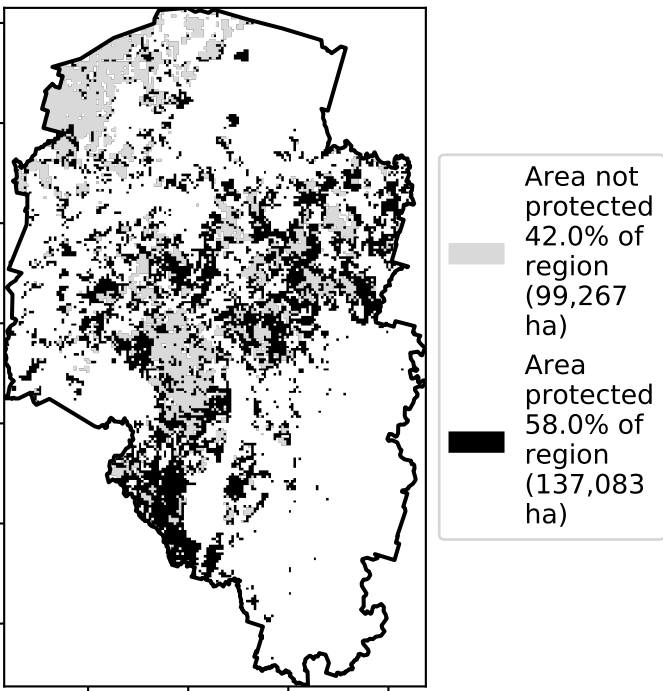 Area not
protected
42.0% of
region
(99,267
ha)
Area
protected
58.0% of
region
(137,083
ha)